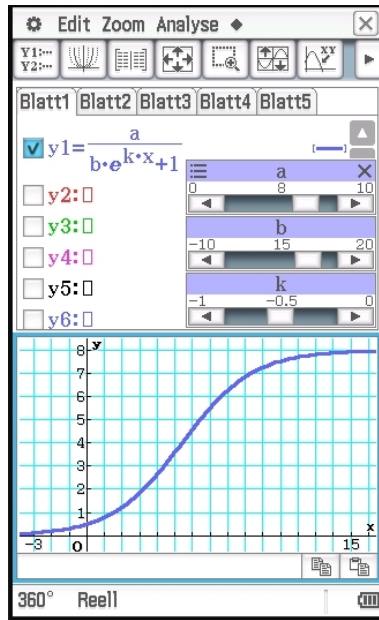 Edit Zoom Analyse ◆
Y1:... Y2:... XY
Blatt1 Blatt2 Blatt3 Blatt4 Blatt5
y1=a/(b·e^(k·x)+1)
y2:▯
y3:▯
y4:▯
y5:▯
y6:▯
a
0 8 10
b
-10 15 20
k
-1 -0.5 0
y
8
7
6
5
4
3
2
1
-3 0 15 x
360° Reell